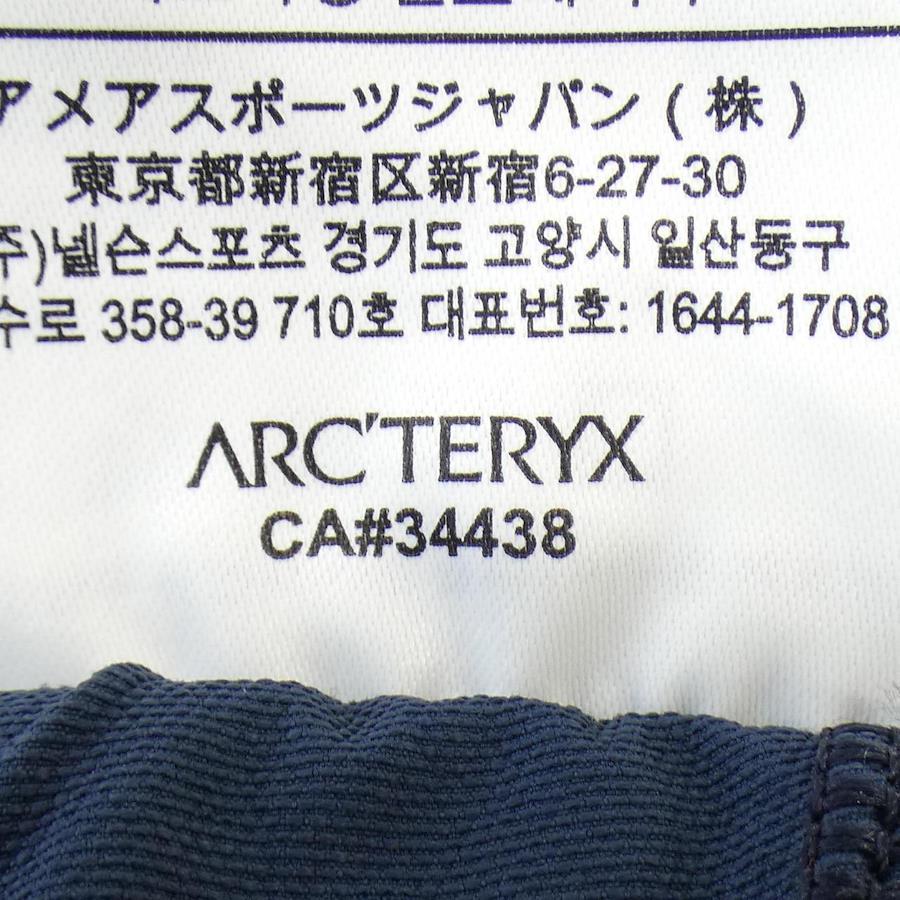 アメアスポーツジャパン ( 株 )
東京都新宿区新宿6-27-30
주)넬슨스포츠 경기도 고양시 일산동구
수로 358-39 710호 대표번호: 1644-1708
ARC'TERYX
CA#34438